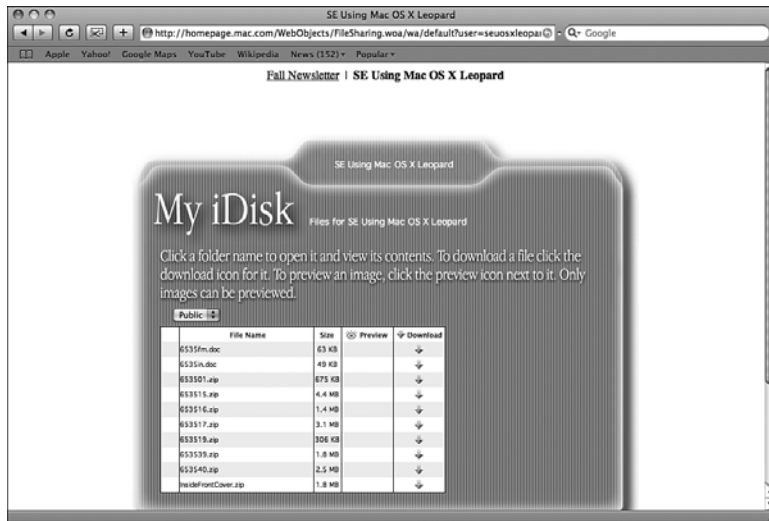 SE Using Mac OS X Leopard
http://homepage.mac.com/WebObjects/FileSharing.woa/wa/default?user=seuosxleopar
Google
Apple Yahoo! Google Maps YouTube Wikipedia News (152) Popular
Fall Newsletter | SE Using Mac OS X Leopard
SE Using Mac OS X Leopard
My iDisk Files for SE Using Mac OS X Leopard
Click a folder name to open it and view its contents. To download a file click the
download icon for it. To preview an image, click the preview icon next to it. Only
images can be previewed.
Public
File Name Size Preview Download
6535fm.doc 63 KB
6535in.doc 49 KB
653501.zip 675 KB
653515.zip 4.4 MB
653516.zip 1.4 MB
653517.zip 3.1 MB
653519.zip 306 KB
653539.zip 1.8 MB
653540.zip 2.5 MB
InsideFrontCover.zip 1.8 MB